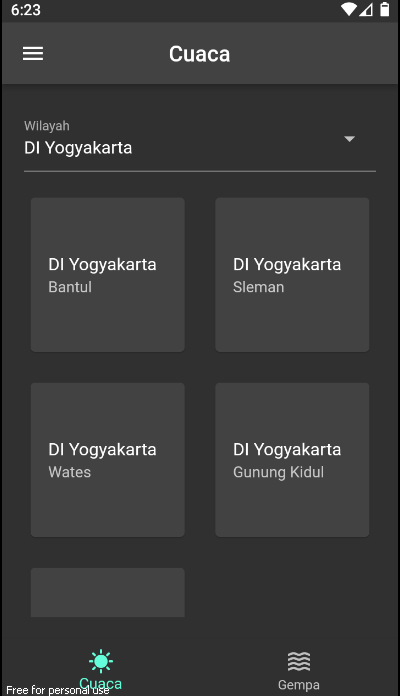 6:23
Cuaca
Wilayah
DI Yogyakarta
DI Yogyakarta
Bantul
DI Yogyakarta
Sleman
DI Yogyakarta
Wates
DI Yogyakarta
Gunung Kidul
Cuaca
Gempa
Free for personal use